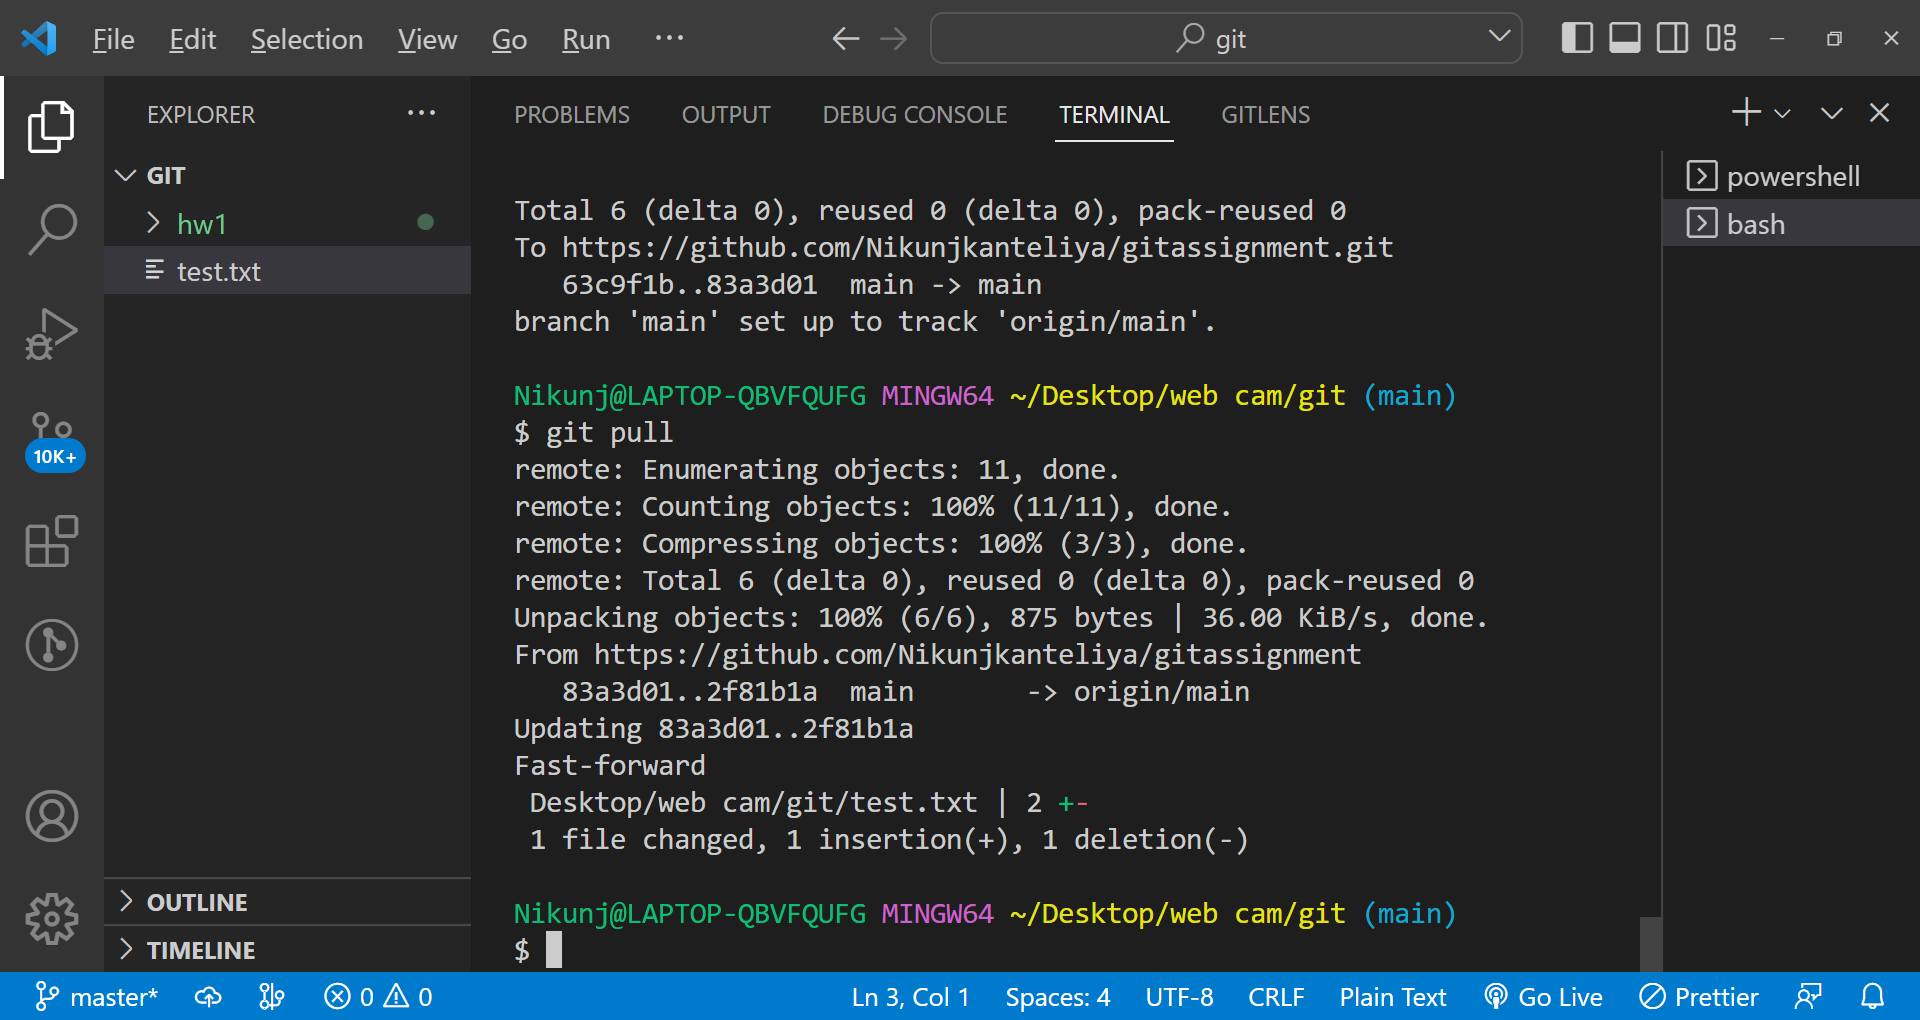 File Edit Selection View Go Run ···
git
EXPLORER ···
GIT
hw1
test.txt
10K+
OUTLINE
TIMELINE
PROBLEMS OUTPUT DEBUG CONSOLE TERMINAL GITLENS
Total 6 (delta 0), reused 0 (delta 0), pack-reused 0
To https://github.com/Nikunjkanteliya/gitassignment.git
63c9f1b..83a3d01 main -> main
branch 'main' set up to track 'origin/main'.
Nikunj@LAPTOP-QBVFQUFG MINGW64 ~/Desktop/web cam/git (main)
$ git pull
remote: Enumerating objects: 11, done.
remote: Counting objects: 100% (11/11), done.
remote: Compressing objects: 100% (3/3), done.
remote: Total 6 (delta 0), reused 0 (delta 0), pack-reused 0
Unpacking objects: 100% (6/6), 875 bytes | 36.00 KiB/s, done.
From https://github.com/Nikunjkanteliya/gitassignment
83a3d01..2f81b1a main -> origin/main
Updating 83a3d01..2f81b1a
Fast-forward
Desktop/web cam/git/test.txt | 2 +-
1 file changed, 1 insertion(+), 1 deletion(-)
Nikunj@LAPTOP-QBVFQUFG MINGW64 ~/Desktop/web cam/git (main)
$
powershell
bash
master* 0 0 Ln 3, Col 1 Spaces: 4 UTF-8 CRLF Plain Text Go Live Prettier